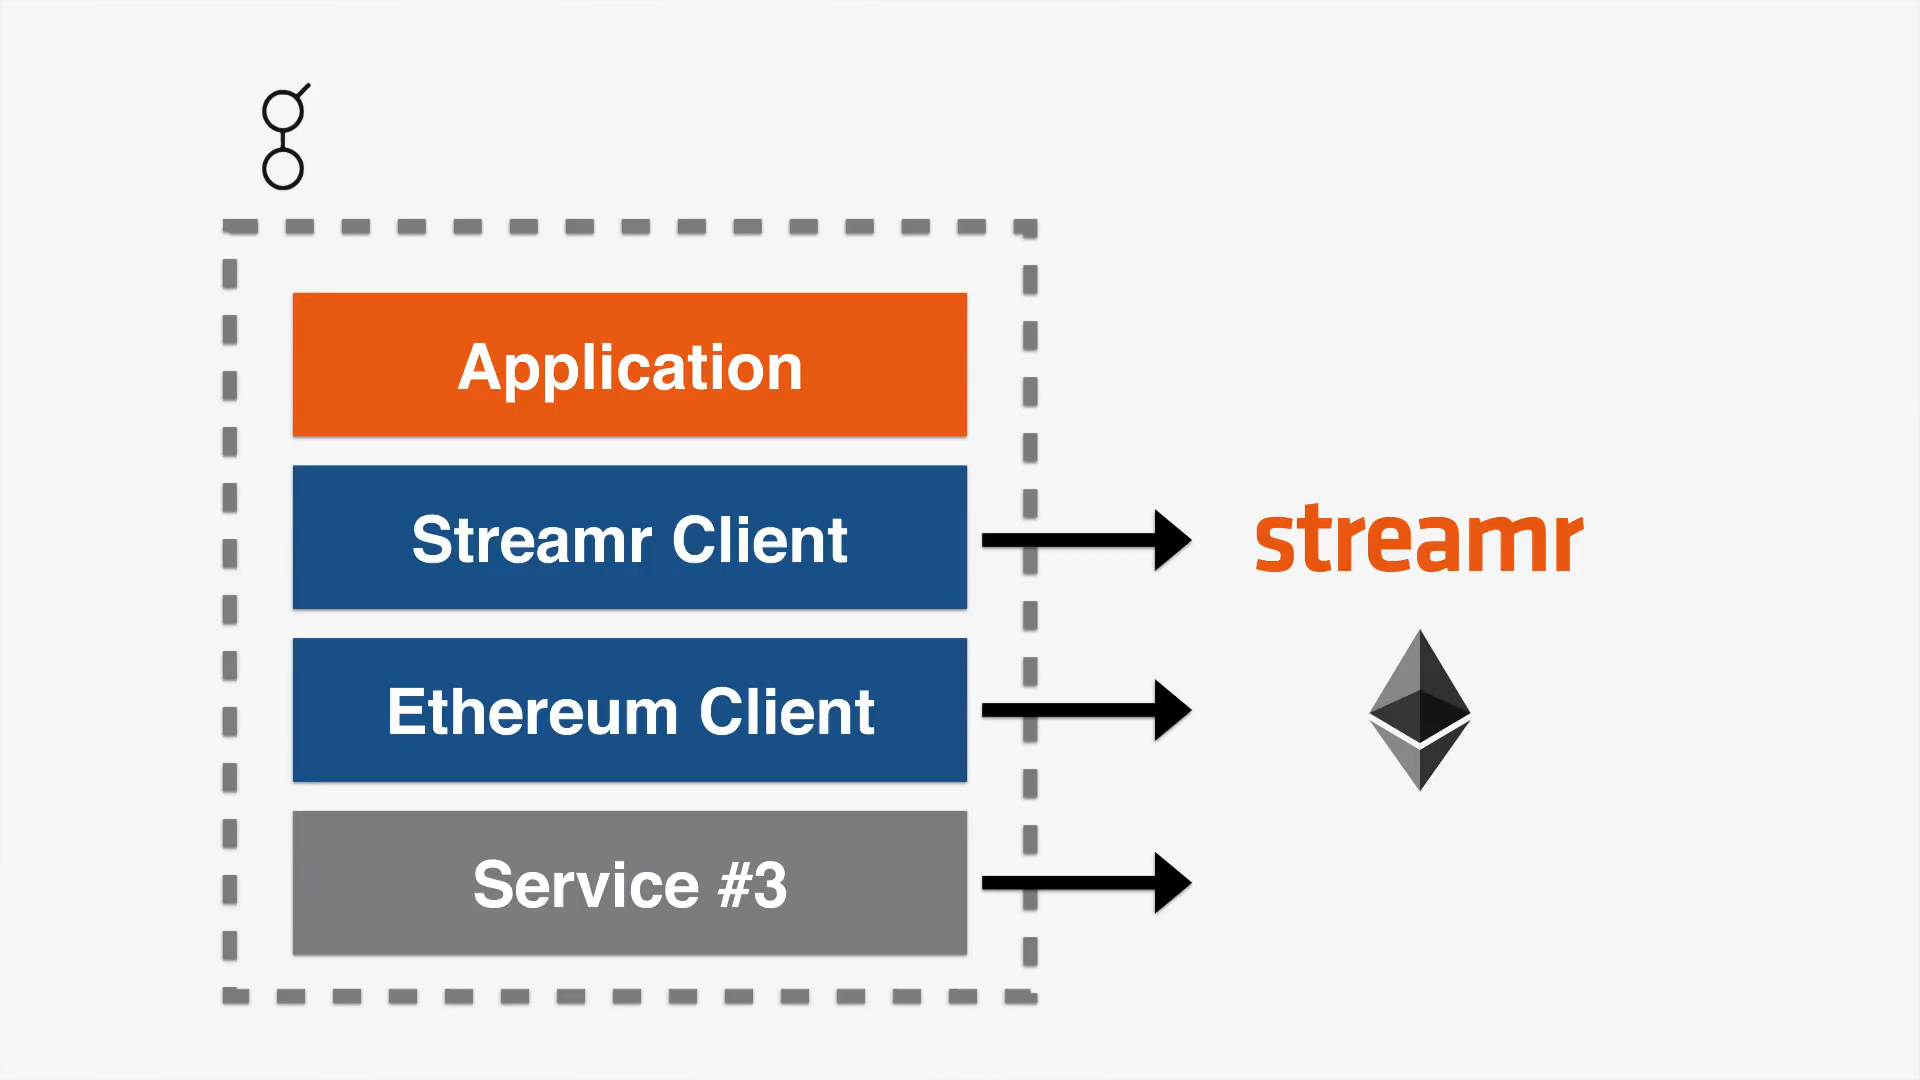 Application
Streamr Client
streamr
Ethereum Client
Service #3